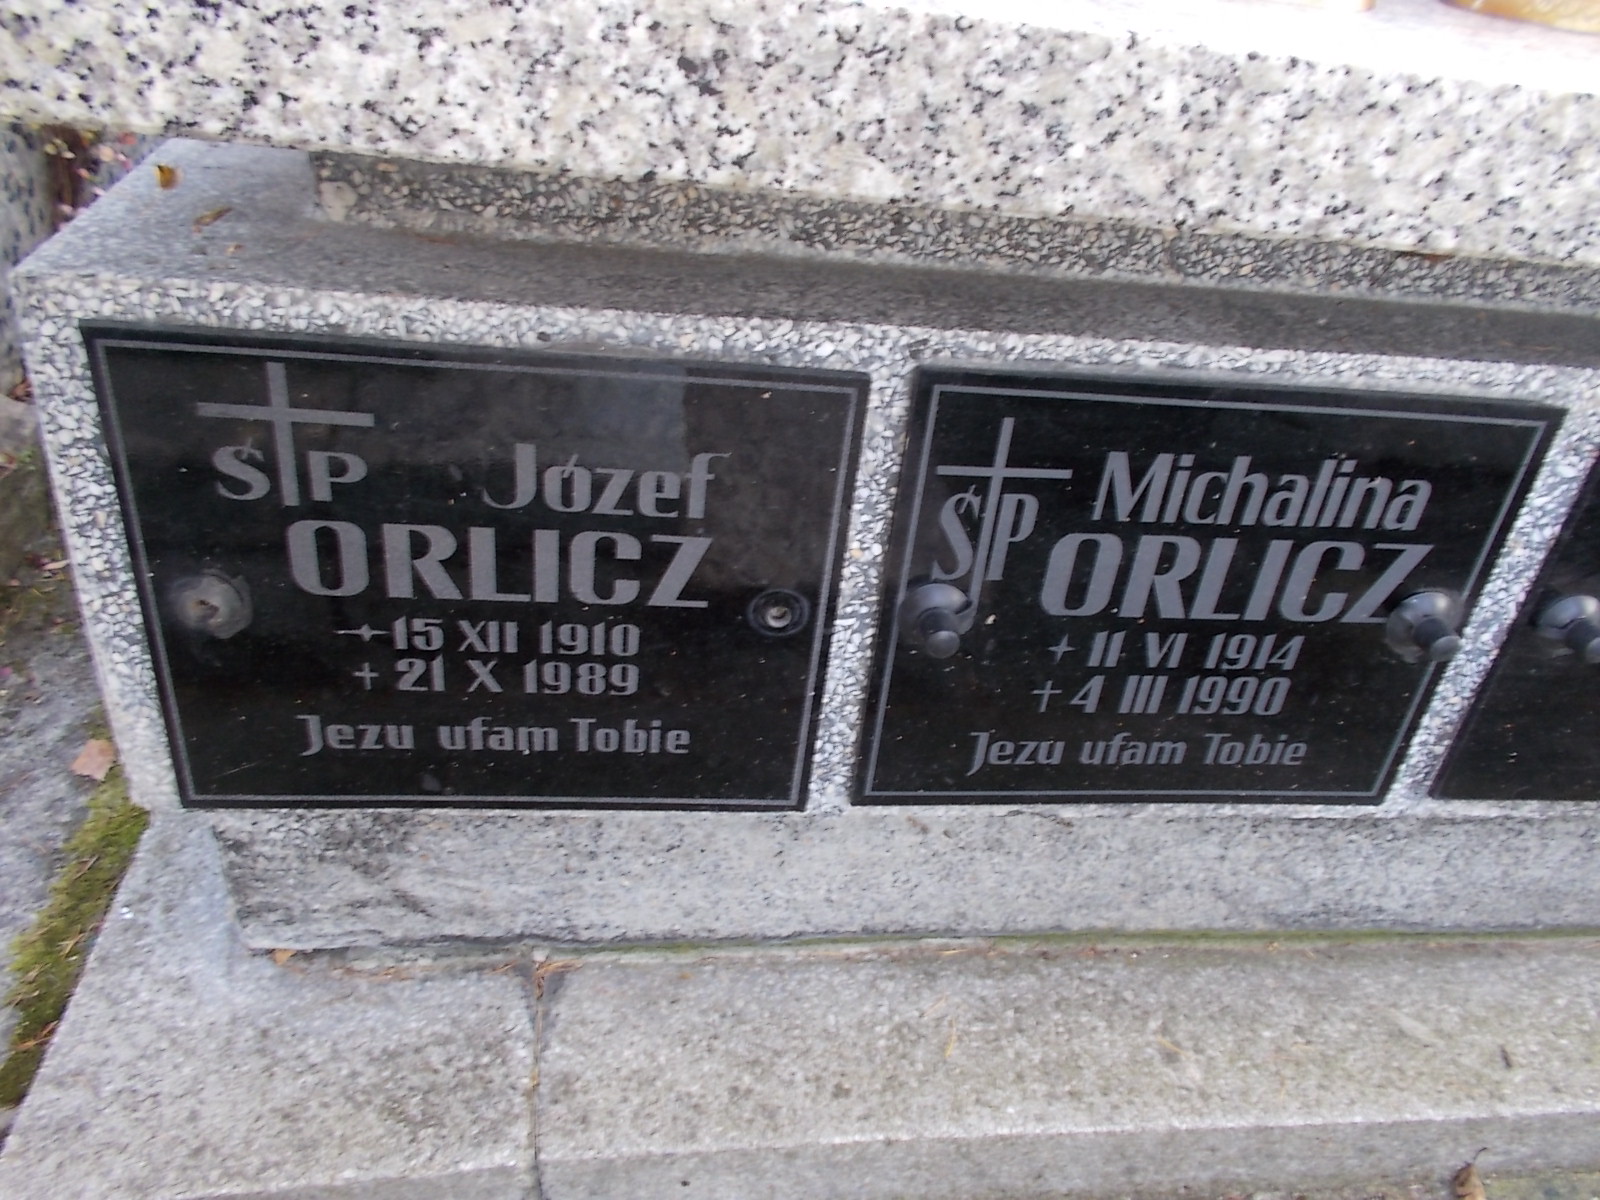 ŚP Józef
ORLICZ
15 XII 1910
+ 21 X 1989
Jezu ufam Tobie
ŚP Michalina
ORLICZ
+ 11 VI 1914
+ 4 III 1990
Jezu ufam Tobie